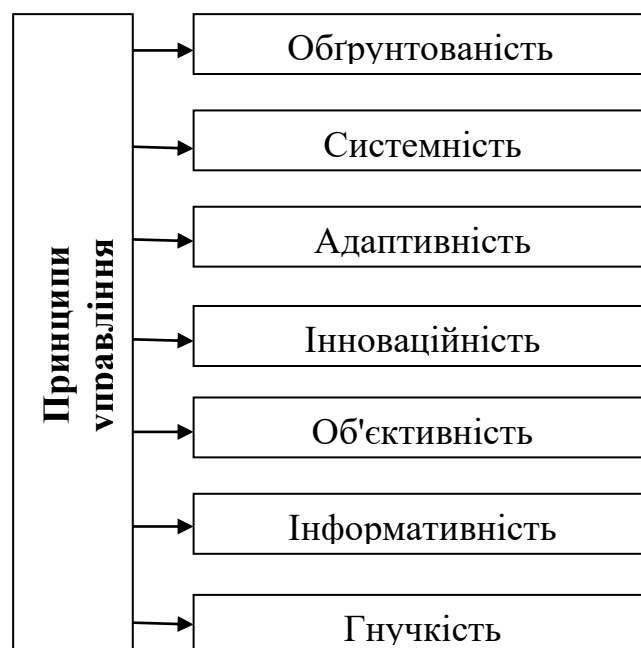 Принципи
управління
Обґрунтованість
Системність
Адаптивність
Інноваційність
Об'єктивність
Інформативність
Гнучкість